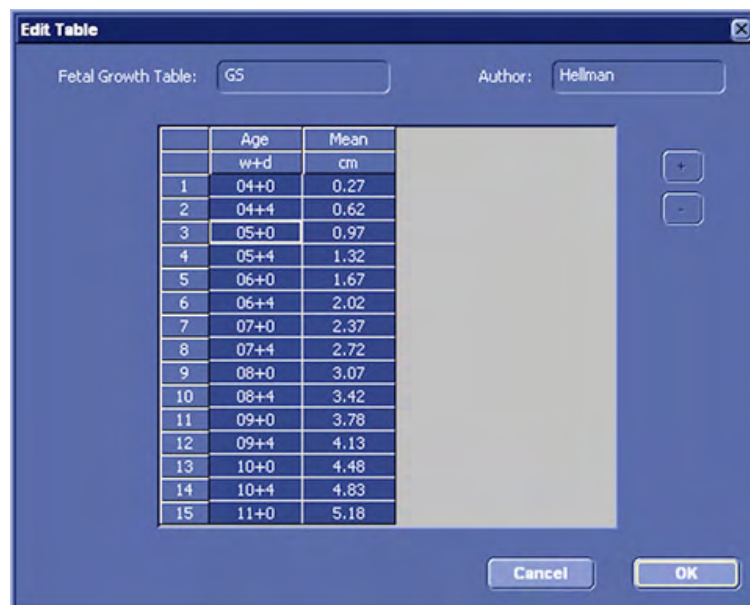 Edit Table
Fetal Growth Table: GS Author: Hellman
Age Mean
w+d cm
1 04+0 0.27
2 04+4 0.62
3 05+0 0.97
4 05+4 1.32
5 06+0 1.67
6 06+4 2.02
7 07+0 2.37
8 07+4 2.72
9 08+0 3.07
10 08+4 3.42
11 09+0 3.78
12 09+4 4.13
13 10+0 4.48
14 10+4 4.83
15 11+0 5.18
+
-
Cancel OK